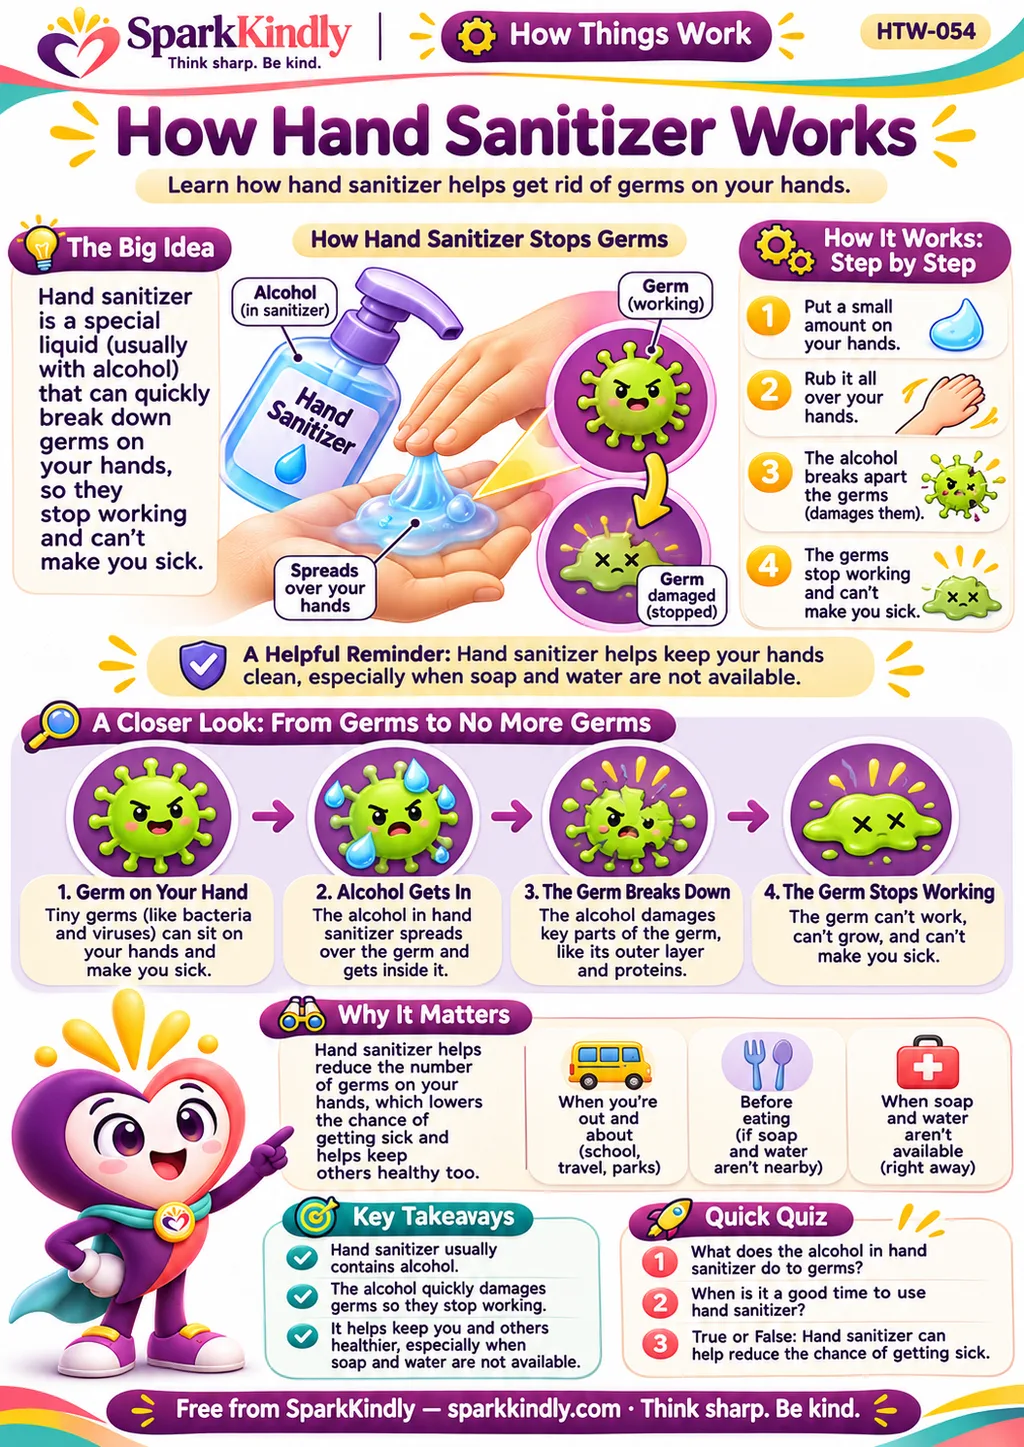 SparkKindly
Think sharp. Be kind.
How Things Work
HTW-054
How Hand Sanitizer Works
Learn how hand sanitizer helps get rid of germs on your hands.
The Big Idea
Hand sanitizer
is a special
liquid (usually
with alcohol)
that can quickly
break down
germs on
your hands,
so they
stop working
and can't
make you sick.
How Hand Sanitizer Stops Germs
Alcohol
(in sanitizer)
Hand
Sanitizer
Spreads
over your
hands
Germ
(working)
Germ
damaged
(stopped)
How It Works:
Step by Step
1
Put a small
amount on
your hands.
2
Rub it all
over your
hands.
3
The alcohol
breaks apart
the germs
(damages them).
4
The germs
stop working
and can't
make you sick.
A Helpful Reminder: Hand sanitizer helps keep your hands
clean, especially when soap and water are not available.
A Closer Look: From Germs to No More Germs
1. Germ on Your Hand
Tiny germs (like bacteria
and viruses) can sit on
your hands and
make you sick.
2. Alcohol Gets In
The alcohol in hand
sanitizer spreads
over the germ and
gets inside it.
3. The Germ Breaks Down
The alcohol damages
key parts of the germ,
like its outer layer
and proteins.
4. The Germ Stops Working
The germ can't work,
can't grow, and can't
make you sick.
Why It Matters
Hand sanitizer helps
reduce the number
of germs on your
hands, which lowers
the chance of
getting sick and
helps keep
others healthy too.
When you're
out and
about
(school,
travel, parks)
Before
eating
(if soap
and water
aren't nearby)
When soap
and water
aren't
available
(right away)
Key Takeavays
Hand sanitizer usually
contains alcohol.
The alcohol quickly damages
germs so they stop working.
It helps keep you and others
healthier, especially when
soap and water are not available.
Quick Quiz
1
What does the alcohol in hand
sanitizer do to germs?
2
When is it a good time to use
hand sanitizer?
3
True or False: Hand sanitizer can
help reduce the chance of getting sick.
Free from SparkKindly — sparkkindly.com · Think sharp. Be kind.